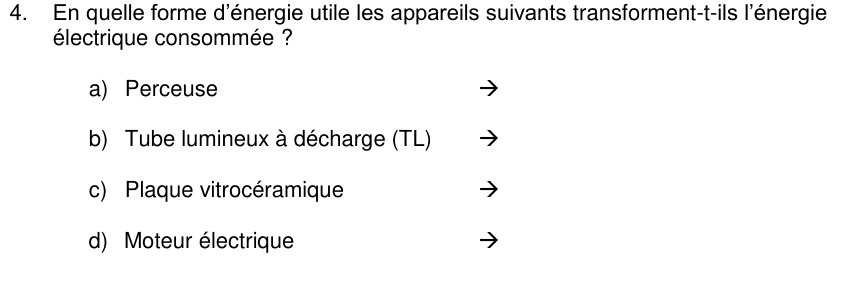 4. En quelle forme d'énergie utile les appareils suivants transforment-t-ils l'énergie
électrique consommée ?
a) Perceuse →
b) Tube lumineux à décharge (TL) →
c) Plaque vitrocéramique →
d) Moteur électrique →